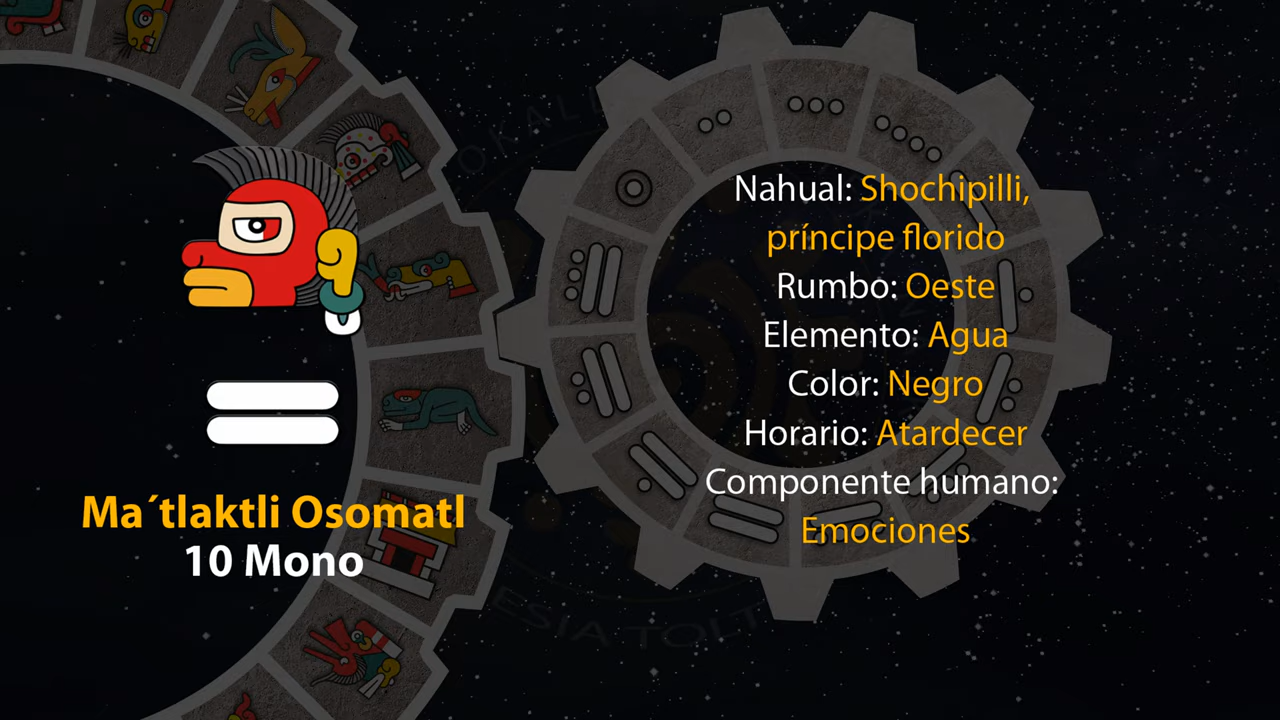 Ma´tlaktli Osomatl
10 Mono
Nahual: Shochipilli,
príncipe florido
Rumbo: Oeste
Elemento: Agua
Color: Negro
Horario: Atardecer
Componente humano:
Emociones